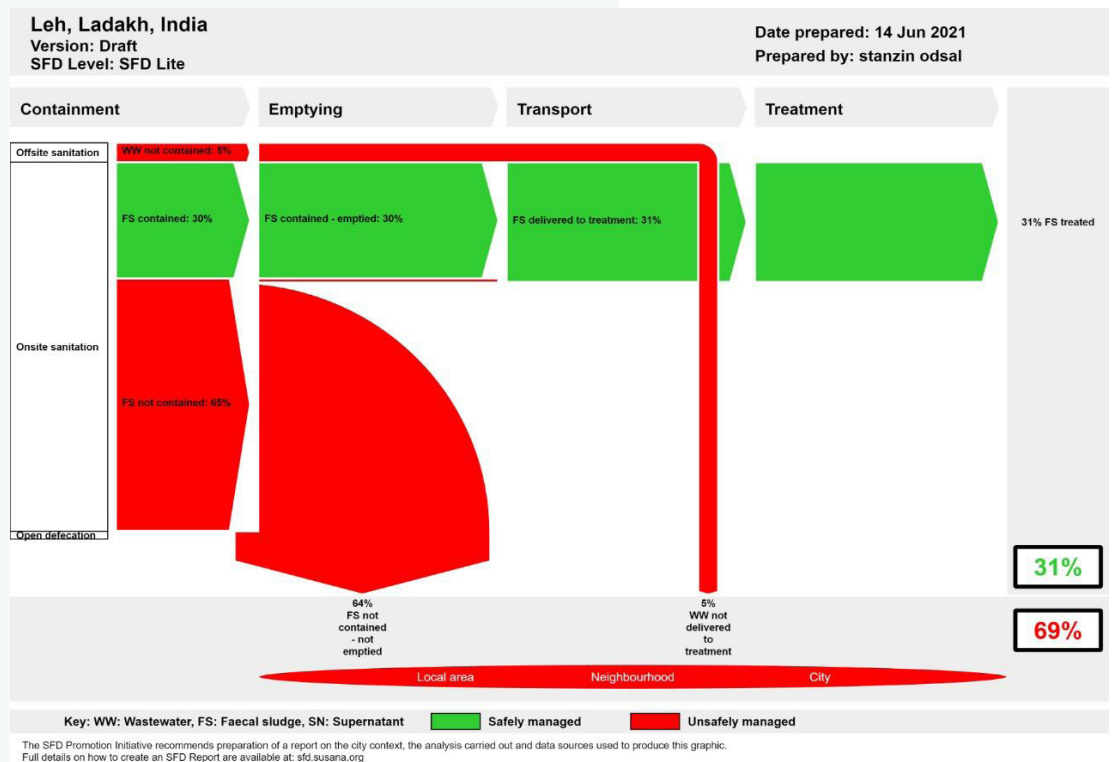 Leh, Ladakh, India
Version: Draft
SFD Level: SFD Lite
Date prepared: 14 Jun 2021
Prepared by: stanzin odsal
Containment
Emptying
Transport
Treatment
Offsite sanitation
WW not contained: 5%
FS contained: 30%
FS contained - emptied: 30%
FS delivered to treatment: 31%
31% FS treated
Onsite sanitation
FS not contained: 65%
Open defecation
31%
64%
FS not
contained
- not
emptied
5%
WW not
delivered
to
treatment
69%
Local area
Neighbourhood
City
Key: WW: Wastewater, FS: Faecal sludge, SN: Supernatant
Safely managed
Unsafely managed
The SFD Promotion Initiative recommends preparation of a report on the city context, the analysis carried out and data sources used to produce this graphic.
Full details on how to create an SFD Report are available at: sfd.susana.org